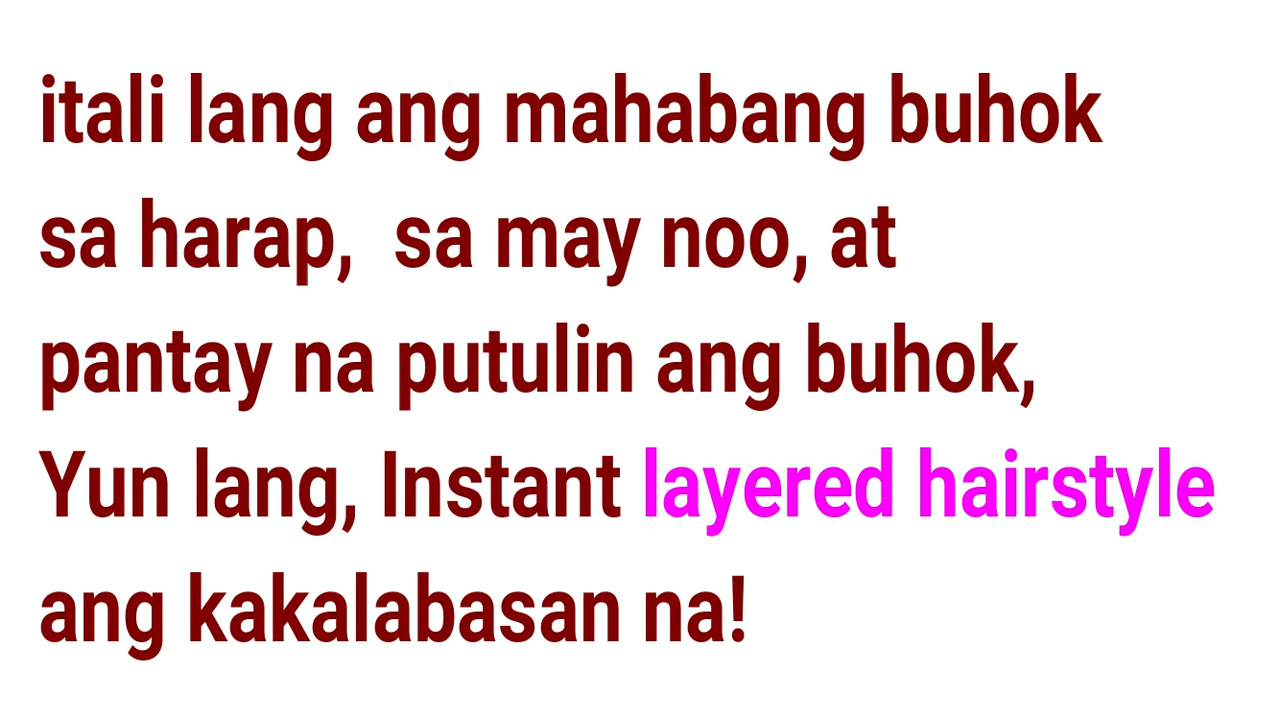 itali lang ang mahabang buhok
sa harap,  sa may noo, at
pantay na putulin ang buhok,
Yun lang, Instant layered hairstyle
ang kakalabasan na!